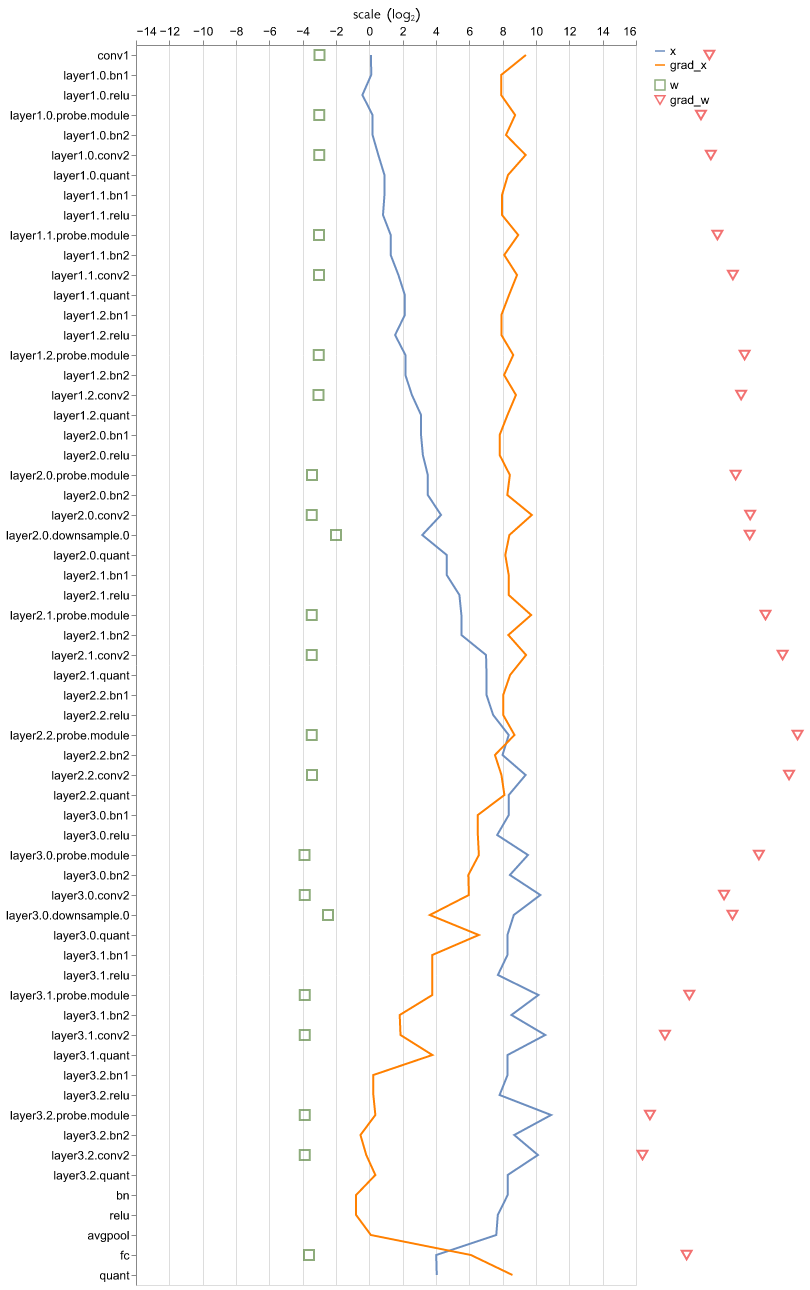 scale (log₂)
−14 −12 −10 −8 −6 −4 −2 0 2 4 6 8 10 12 14 16
x
grad_x
w
grad_w
conv1
layer1.0.bn1
layer1.0.relu
layer1.0.probe.module
layer1.0.bn2
layer1.0.conv2
layer1.0.quant
layer1.1.bn1
layer1.1.relu
layer1.1.probe.module
layer1.1.bn2
layer1.1.conv2
layer1.1.quant
layer1.2.bn1
layer1.2.relu
layer1.2.probe.module
layer1.2.bn2
layer1.2.conv2
layer1.2.quant
layer2.0.bn1
layer2.0.relu
layer2.0.probe.module
layer2.0.bn2
layer2.0.conv2
layer2.0.downsample.0
layer2.0.quant
layer2.1.bn1
layer2.1.relu
layer2.1.probe.module
layer2.1.bn2
layer2.1.conv2
layer2.1.quant
layer2.2.bn1
layer2.2.relu
layer2.2.probe.module
layer2.2.bn2
layer2.2.conv2
layer2.2.quant
layer3.0.bn1
layer3.0.relu
layer3.0.probe.module
layer3.0.bn2
layer3.0.conv2
layer3.0.downsample.0
layer3.0.quant
layer3.1.bn1
layer3.1.relu
layer3.1.probe.module
layer3.1.bn2
layer3.1.conv2
layer3.1.quant
layer3.2.bn1
layer3.2.relu
layer3.2.probe.module
layer3.2.bn2
layer3.2.conv2
layer3.2.quant
bn
relu
avgpool
fc
quant